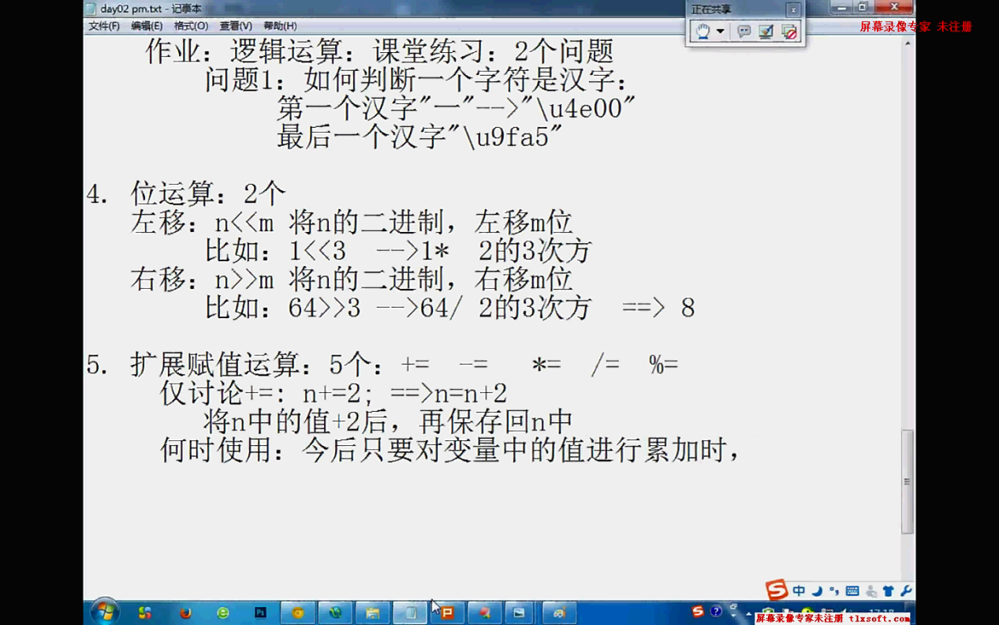 day02 pm.txt - 记事本
正在共享
文件(F) 编辑(E) 格式(O) 查看(V) 帮助(H)
屏幕录像专家 未注册
作业：逻辑运算：课堂练习：2个问题
问题1：如何判断一个字符是汉字：
第一个汉字"一"-->"\u4e00"
最后一个汉字"\u9fa5"
4. 位运算：2个
左移：n<<m 将n的二进制，左移m位
比如：1<<3 -->1* 2的3次方
右移：n>>m 将n的二进制，右移m位
比如：64>>3 -->64/ 2的3次方 ==> 8
5. 扩展赋值运算：5个：+= -= *= /= %=
仅讨论+=: n+=2; ==>n=n+2
将n中的值+2后，再保存回n中
何时使用：今后只要对变量中的值进行累加时，
中
屏幕录像专家未注册 tlxsoft.com